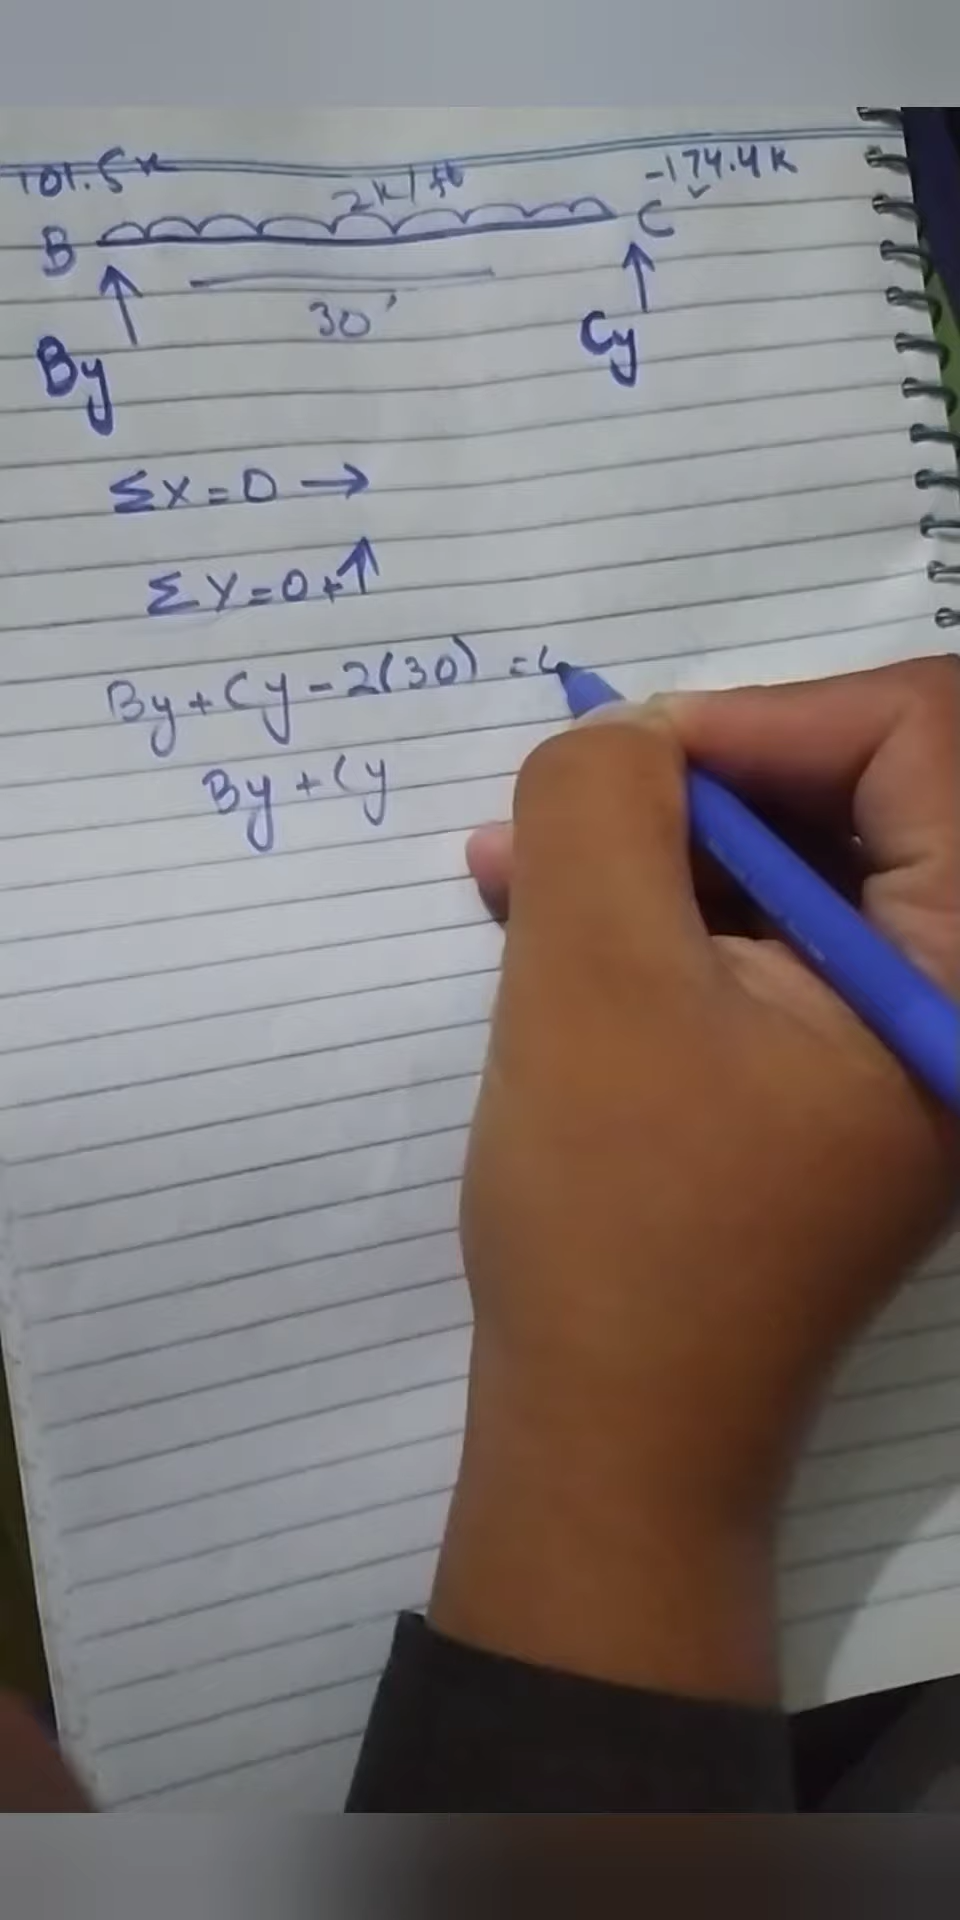 101.5k
-174.4k
2k/ft
B
C
30'
By
Cy
Σx=0 →
Σy=0+↑
By+Cy-2(30) =
By+Cy